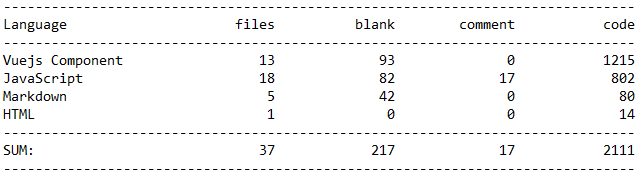 -------------------------------------------------------------------------------
Language                     files          blank        comment           code
-------------------------------------------------------------------------------
Vuejs Component                 13             93              0           1215
JavaScript                      18             82             17            802
Markdown                         5             42              0             80
HTML                             1              0              0             14
-------------------------------------------------------------------------------
SUM:                            37            217             17           2111
-------------------------------------------------------------------------------